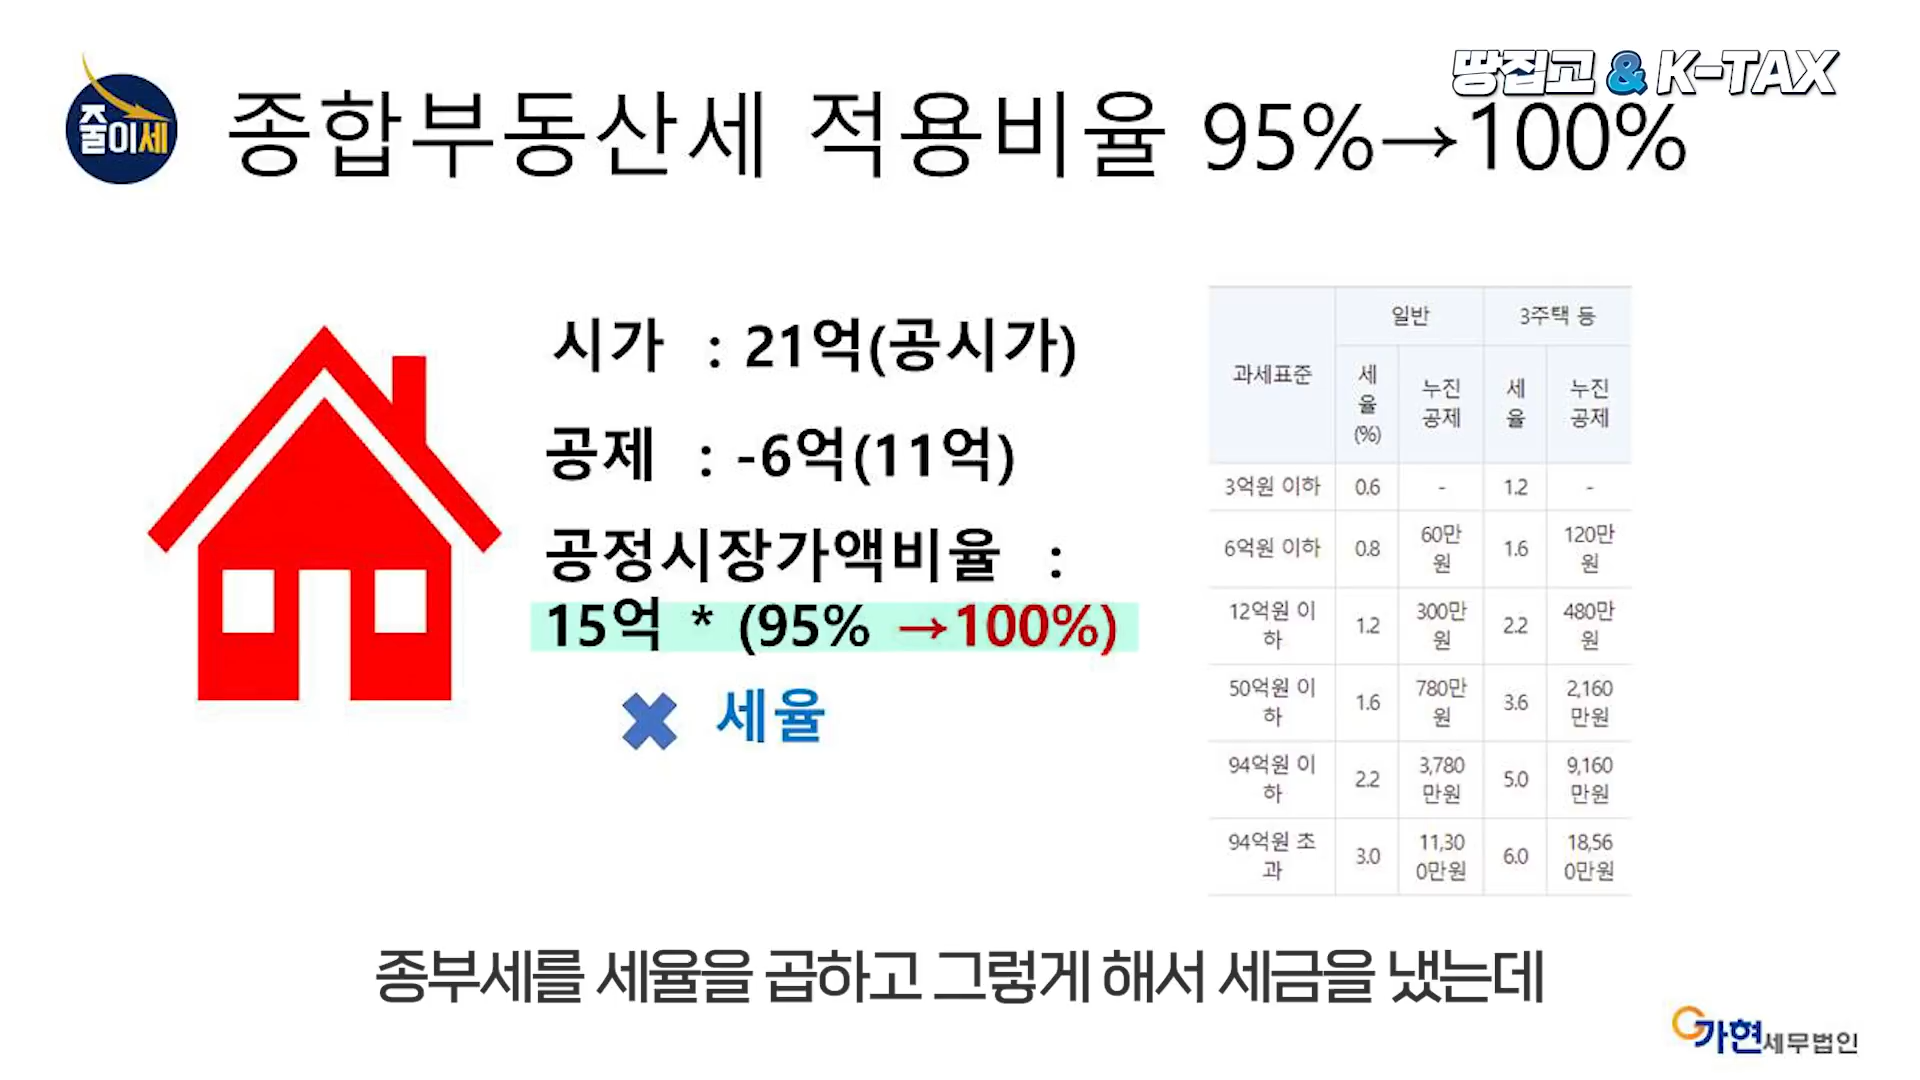 줄이세
땅집고 & K-TAX
종합부동산세 적용비율 95%→100%
시가 : 21억(공시가)
공제 : -6억(11억)
공정시장가액비율 :
15억 * (95% →100%)
세율
과세표준 일반 3주택 등
세율(%) 누진공제 세율 누진공제
3억원 이하 0.6 - 1.2 -
6억원 이하 0.8 60만원 1.6 120만원
12억원 이하 1.2 300만원 2.2 480만원
50억원 이하 1.6 780만원 3.6 2,160만원
94억원 이하 2.2 3,780만원 5.0 9,160만원
94억원 초과 3.0 11,300만원 6.0 18,560만원
종부세를 세율을 곱하고 그렇게 해서 세금을 냈는데
가현세무법인